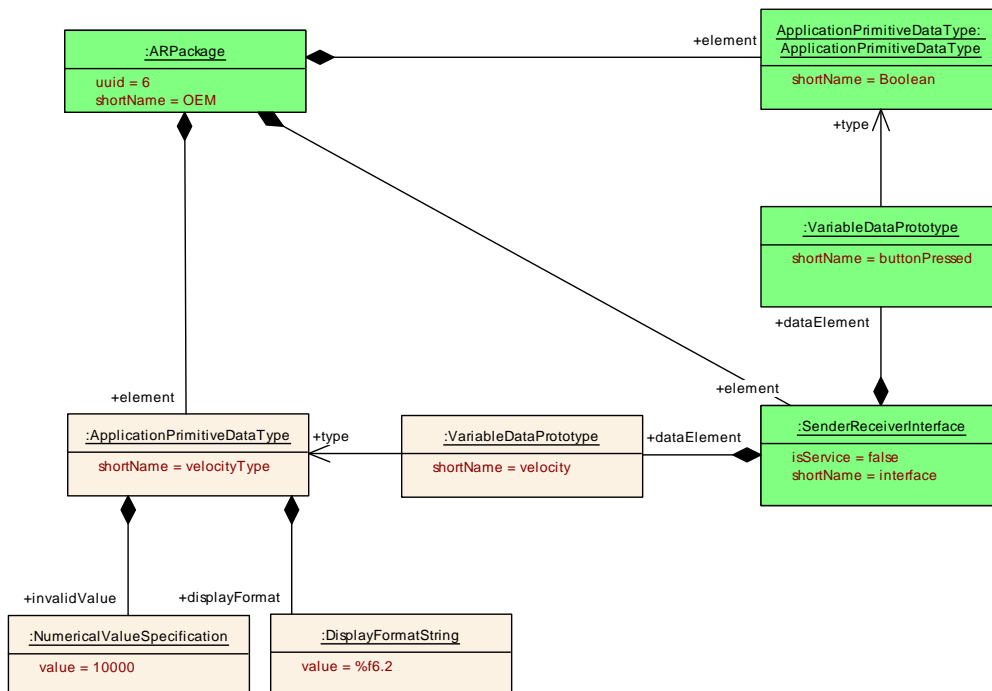 :ARPackage
uuid = 6
shortName = OEM
+element
ApplicationPrimitiveDataType:
ApplicationPrimitiveDataType
shortName = Boolean
+type
:VariableDataPrototype
shortName = buttonPressed
+dataElement
+element
+element
:ApplicationPrimitiveDataType
shortName = velocityType
+type
:VariableDataPrototype
shortName = velocity
+dataElement
:SenderReceiverInterface
isService = false
shortName = interface
+invalidValue
+displayFormat
:NumericalValueSpecification
value = 10000
:DisplayFormatString
value = %f6.2